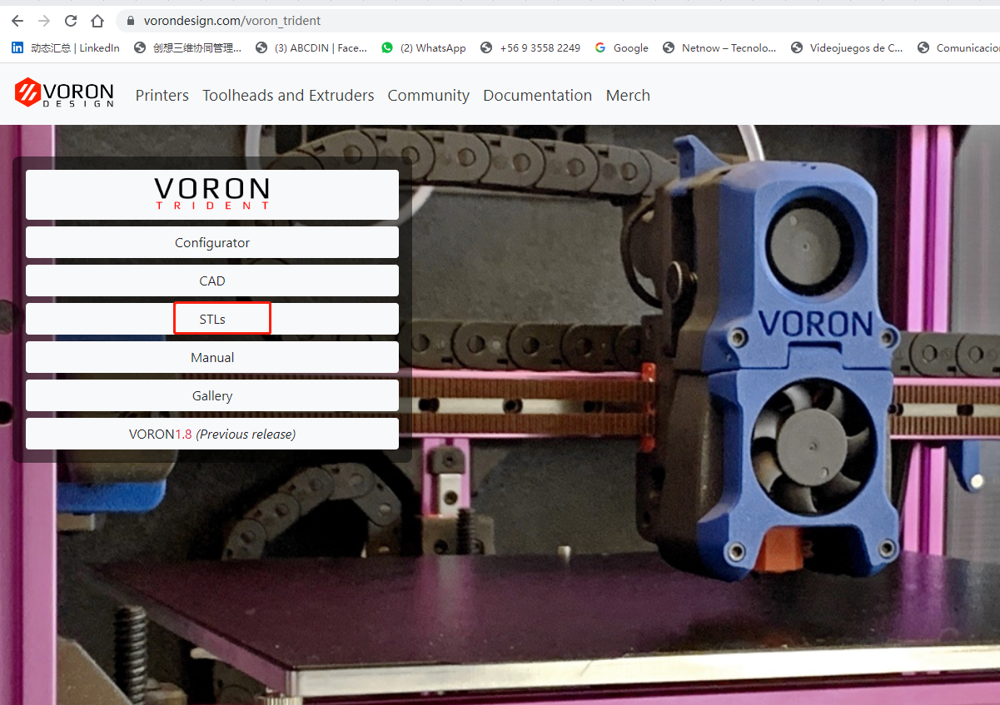 vorondesign.com/voron_trident
动态汇总 | LinkedIn
创想三维协同管理...
(3) ABCDIN | Face...
(2) WhatsApp
+56 9 3558 2249
Google
Netnow – Tecnolo...
Videojuegos de C...
Comunicacio
VORON
DESIGN
Printers
Toolheads and Extruders
Community
Documentation
Merch
VORON
TRIDENT
Configurator
CAD
STLs
Manual
Gallery
VORON1.8 (Previous release)
VORON